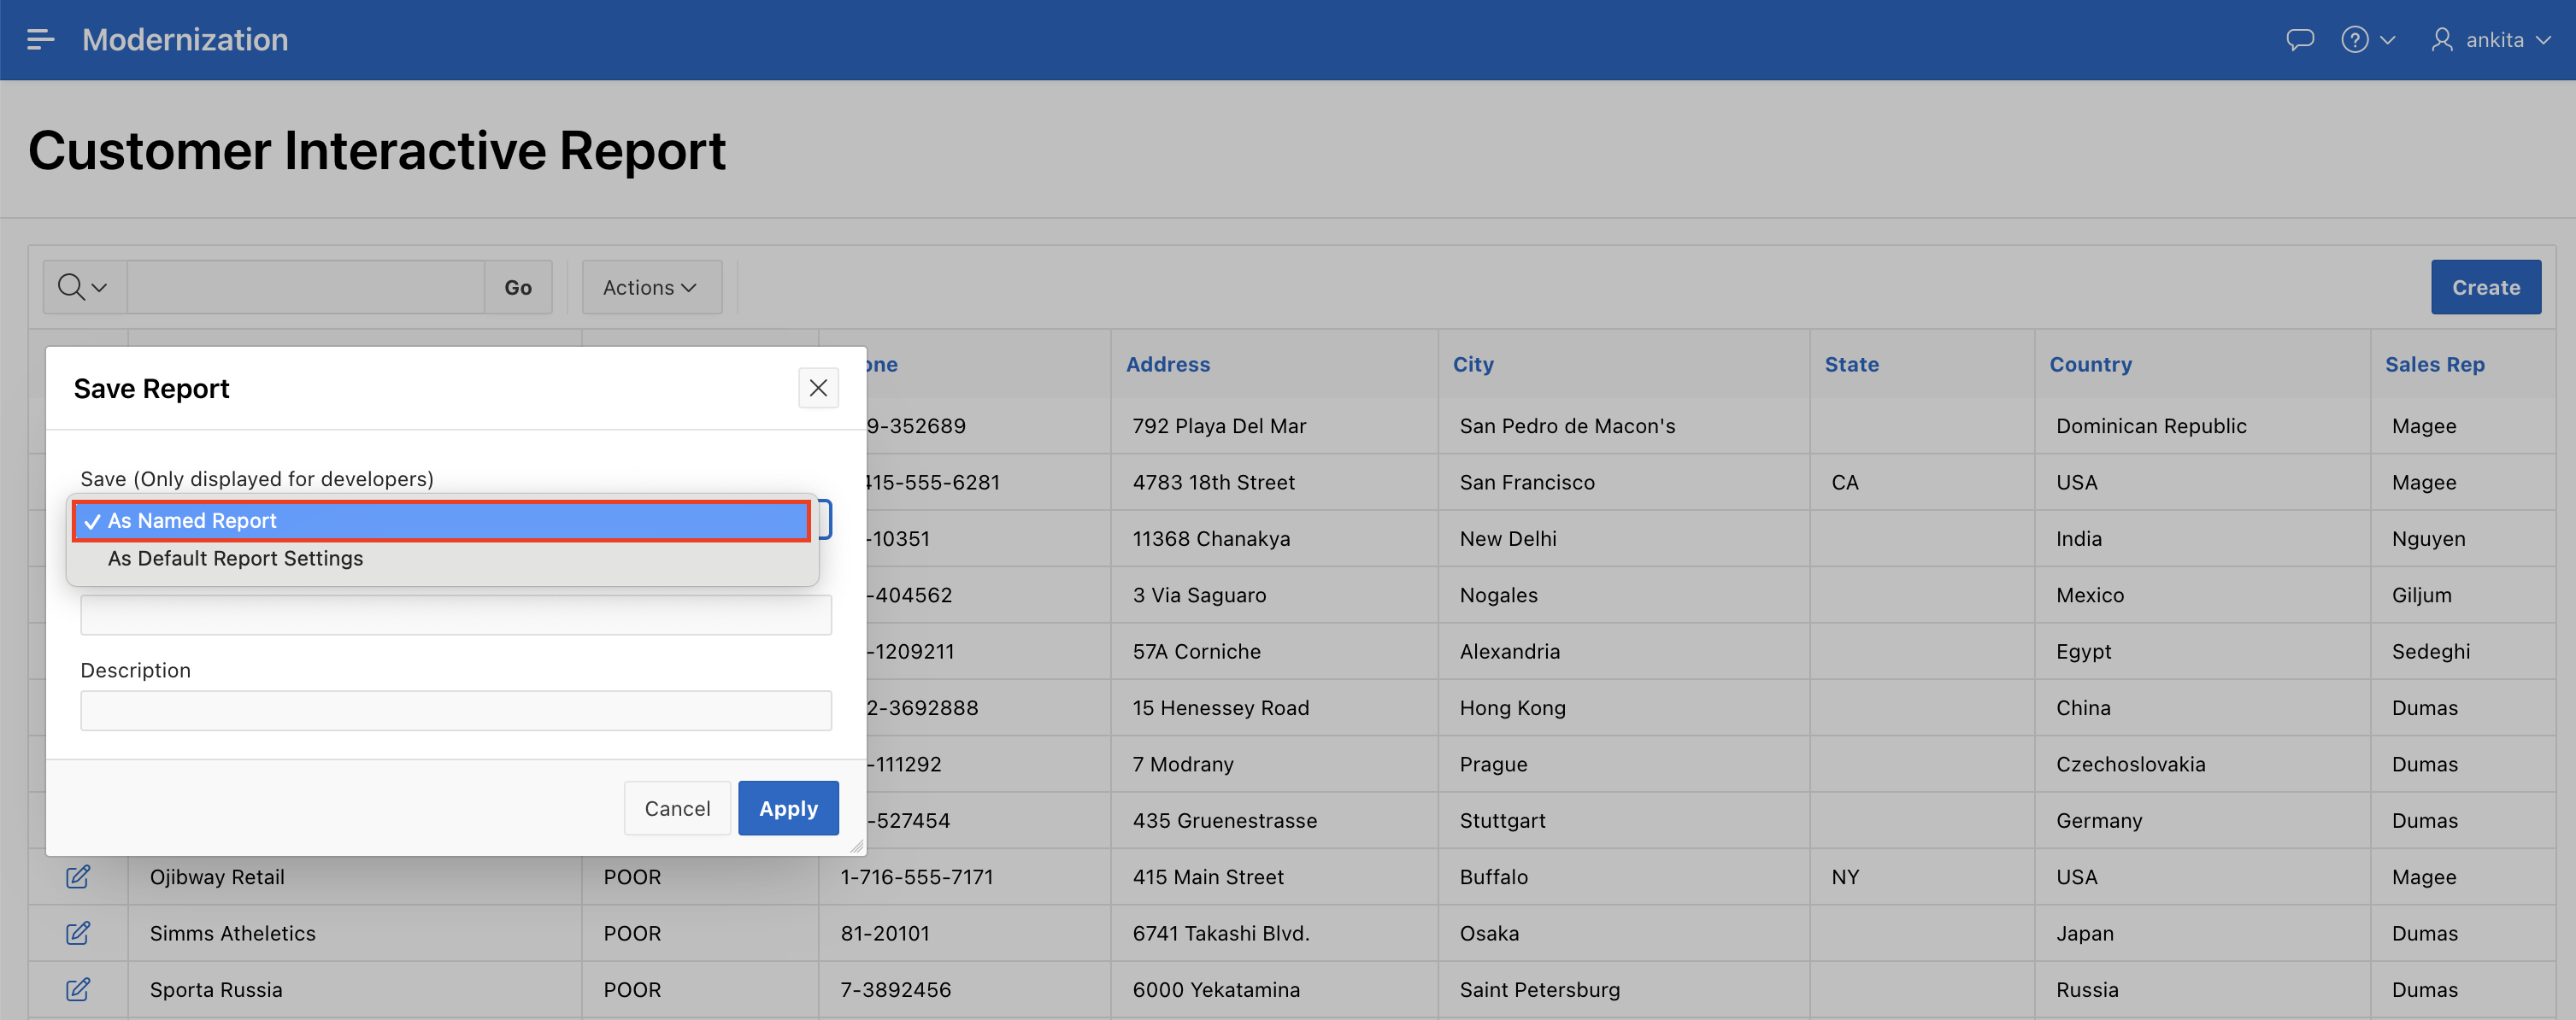 Modernization
ankita
Customer Interactive Report
Go
Actions
Create
Address City State Country Sales Rep
Save Report
Save (Only displayed for developers)
✓ As Named Report
As Default Report Settings
Description
Cancel
Apply
792 Playa Del Mar San Pedro de Macon's Dominican Republic Magee
4783 18th Street San Francisco CA USA Magee
-10351 11368 Chanakya New Delhi India Nguyen
-404562 3 Via Saguaro Nogales Mexico Giljum
-1209211 57A Corniche Alexandria Egypt Sedeghi
2-3692888 15 Henessey Road Hong Kong China Dumas
-111292 7 Modrany Prague Czechoslovakia Dumas
-527454 435 Gruenestrasse Stuttgart Germany Dumas
Ojibway Retail POOR 1-716-555-7171 415 Main Street Buffalo NY USA Magee
Simms Atheletics POOR 81-20101 6741 Takashi Blvd. Osaka Japan Dumas
Sporta Russia POOR 7-3892456 6000 Yekatamina Saint Petersburg Russia Dumas